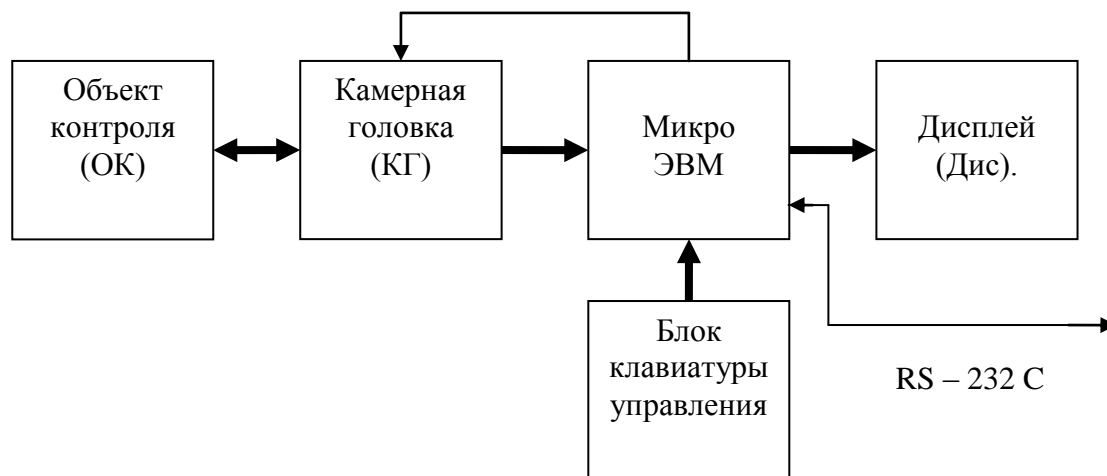 Объект
контроля
(ОК)
Камерная
головка
(КГ)
Микро
ЭВМ
Дисплей
(Дис).
Блок
клавиатуры
управления
RS – 232 С